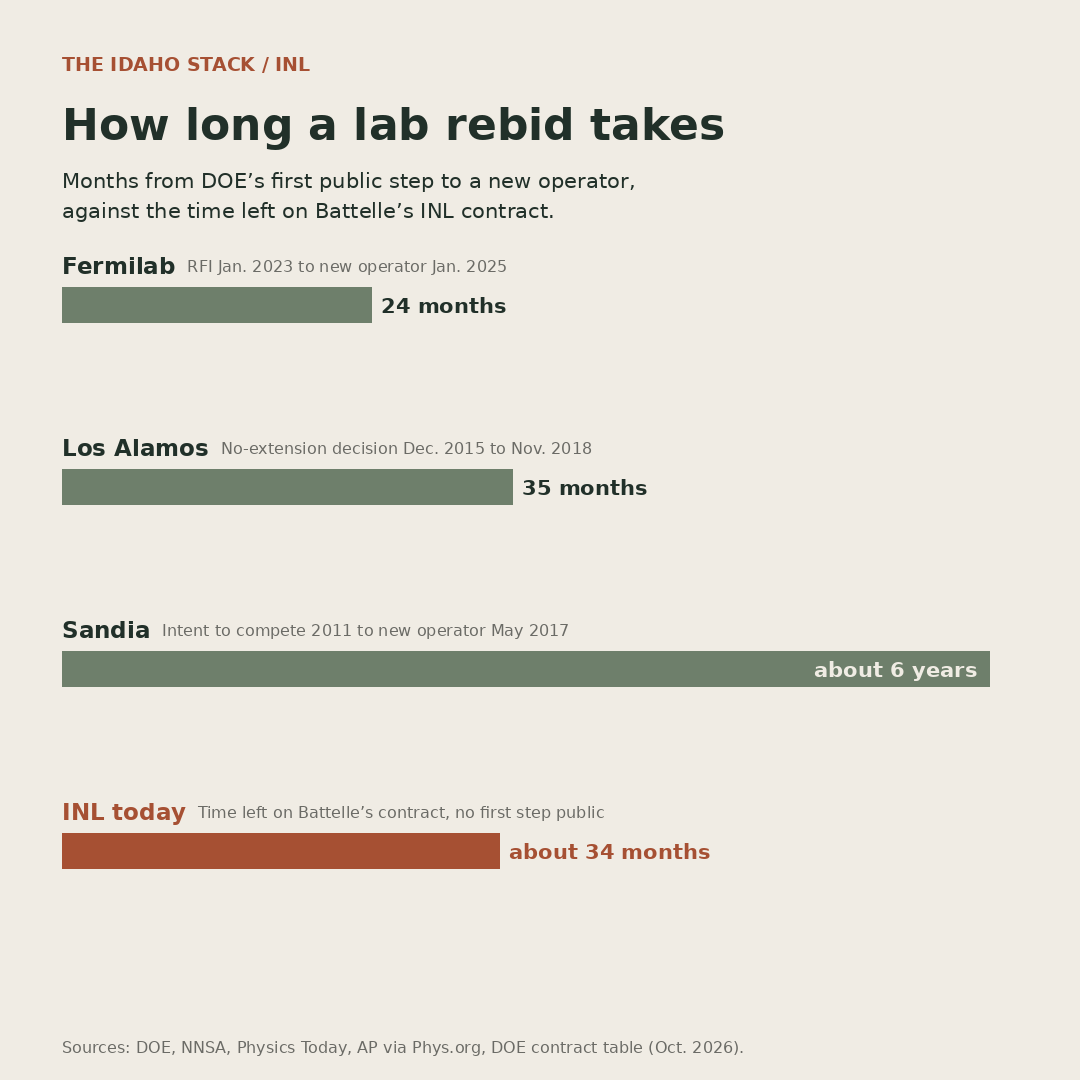 THE IDAHO STACK / INL
How long a lab rebid takes
Months from DOE’s first public step to a new operator,
against the time left on Battelle’s INL contract.
Fermilab RFI Jan. 2023 to new operator Jan. 2025
24 months
Los Alamos No-extension decision Dec. 2015 to Nov. 2018
35 months
Sandia Intent to compete 2011 to new operator May 2017
about 6 years
INL today Time left on Battelle’s contract, no first step public
about 34 months
Sources: DOE, NNSA, Physics Today, AP via Phys.org, DOE contract table (Oct. 2026).